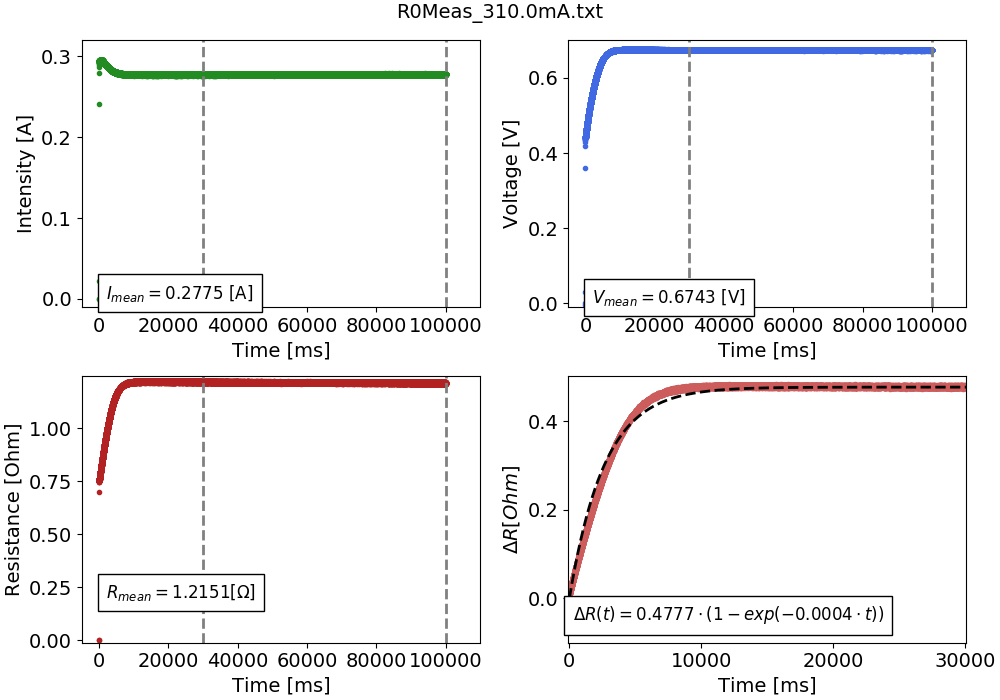 R0Meas_310.0mA.txt
Intensity [A]
0.3
0.2
0.1
0.0
I_mean = 0.2775 [A]
0 20000 40000 60000 80000 100000
Time [ms]
Voltage [V]
0.6
0.4
0.2
0.0
V_mean = 0.6743 [V]
0 20000 40000 60000 80000 100000
Time [ms]
Resistance [Ohm]
1.00
0.75
0.50
0.25
0.00
R_mean = 1.2151[Ω]
0 20000 40000 60000 80000 100000
Time [ms]
ΔR[Ohm]
0.4
0.2
0.0
ΔR(t) = 0.4777 · (1 − exp(−0.0004 · t))
0 10000 20000 30000
Time [ms]